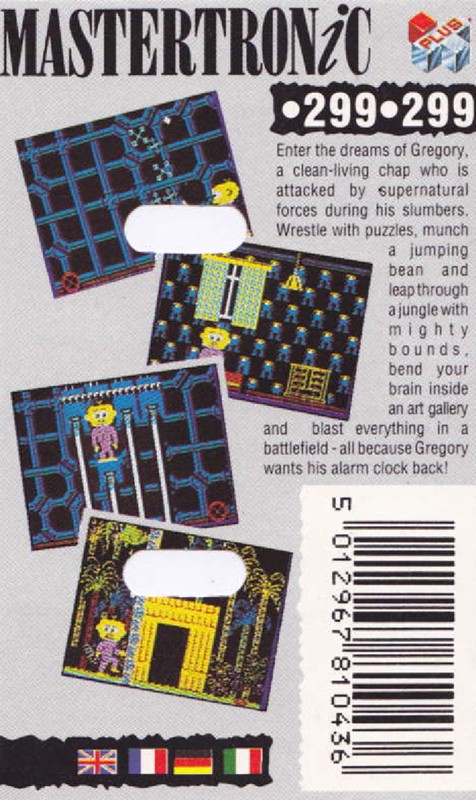 MASTERTRONiC
PLUS
•299•299
Enter the dreams of Gregory,
a clean-living chap who is
attacked by supernatural
forces during his slumbers.
Wrestle with puzzles, munch
a jumping
bean and
leap through
a jungle with
mighty
bounds,
bend your
brain inside
an art gallery
and blast everything in a
battlefield - all because Gregory
wants his alarm clock back!
5 012967 810436